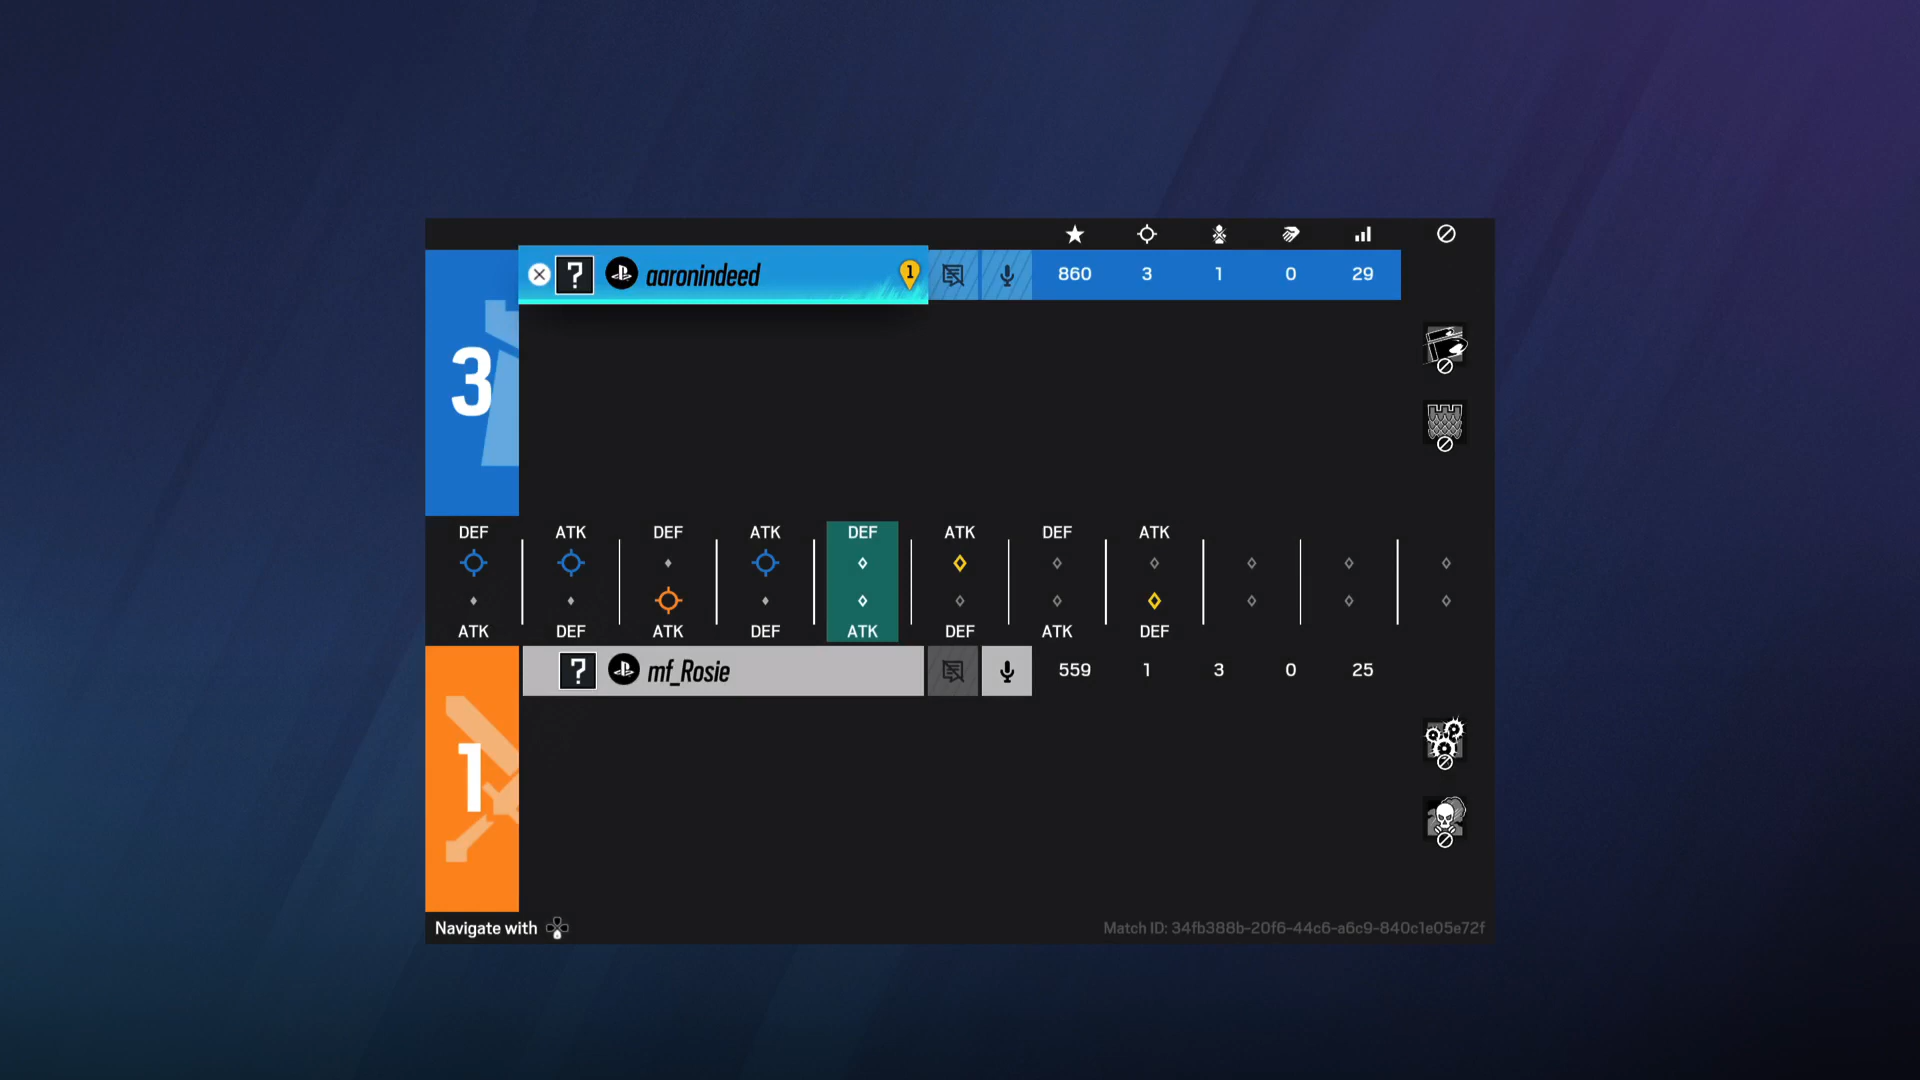 aaronindeed 1 860 3 1 0 29
3
DEF ATK DEF ATK DEF ATK DEF ATK
ATK DEF ATK DEF ATK DEF ATK DEF
? mf_Rosie 559 1 3 0 25
1
Navigate with
Match ID: 34fb388b-20f6-44c6-a6c9-840c1e05e72f